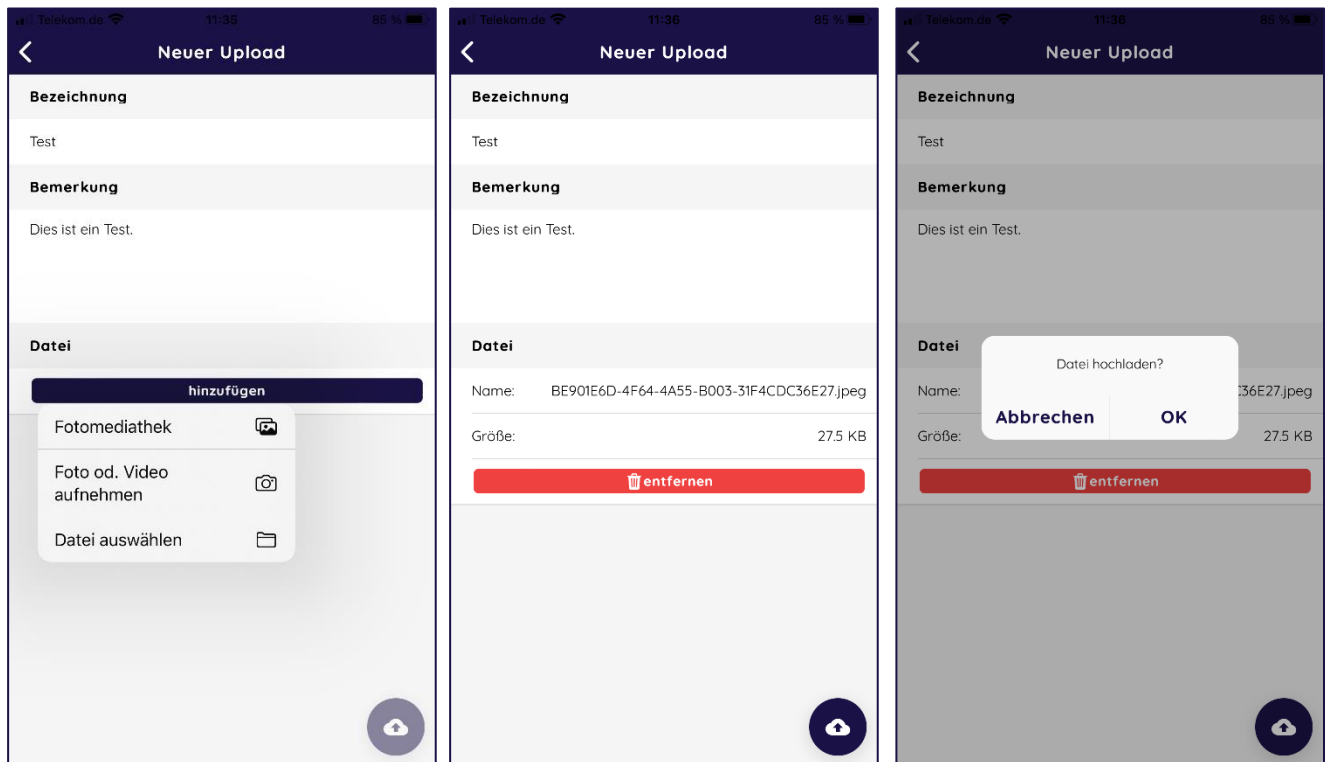 Telekom.de 11:35 85 %
Neuer Upload
Bezeichnung
Test
Bemerkung
Dies ist ein Test.
Datei
hinzufügen
Fotomediathek
Foto od. Video
aufnehmen
Datei auswählen
Telekom.de 11:36 85 %
Neuer Upload
Bezeichnung
Test
Bemerkung
Dies ist ein Test.
Datei
Name: BE901E6D-4F64-4A55-B003-31F4CDC36E27.jpeg
Größe: 27.5 KB
entfernen
Telekom.de 11:36 85 %
Neuer Upload
Bezeichnung
Test
Bemerkung
Dies ist ein Test.
Datei
Datei hochladen?
Name: C36E27.jpeg
Abbrechen OK
Größe: 27.5 KB
entfernen